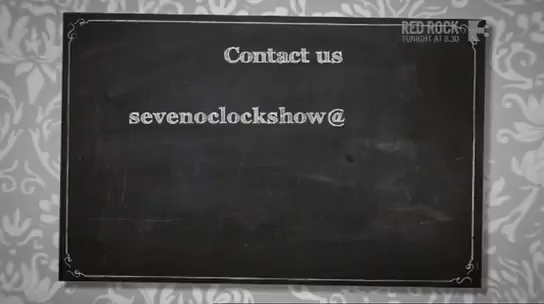 RED ROCK
TONIGHT AT 8.30
Contact us
sevenoclockshow@